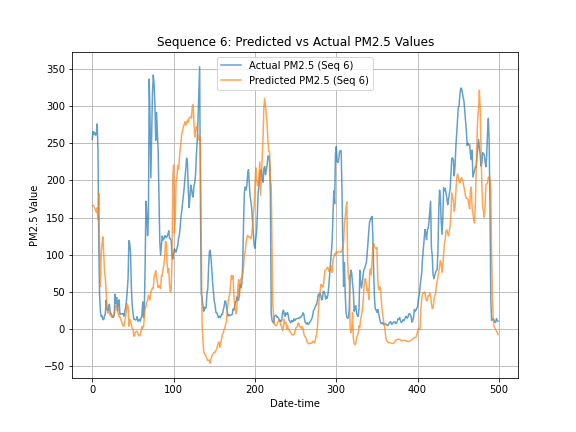 Sequence 6: Predicted vs Actual PM2.5 Values
Actual PM2.5 (Seq 6)
Predicted PM2.5 (Seq 6)
PM2.5 Value
350
300
250
200
150
100
50
0
−50
0 100 200 300 400 500
Date-time